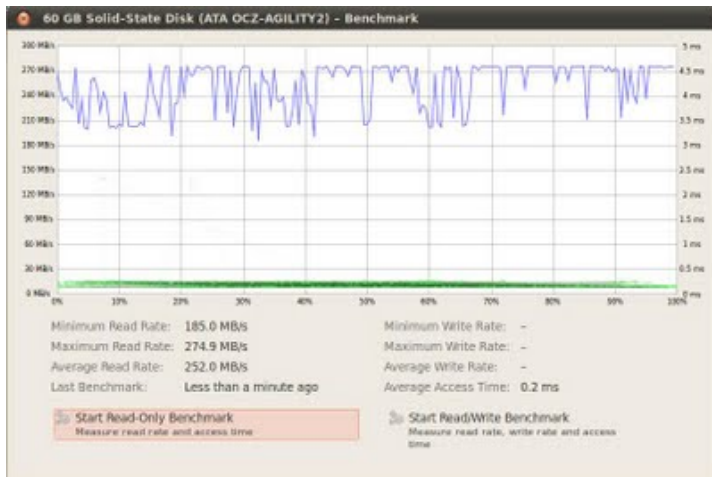 60 GB Solid-State Disk (ATA OCZ-AGILITY2) – Benchmark
300 MB/s
270 MB/s
240 MB/s
210 MB/s
180 MB/s
150 MB/s
120 MB/s
90 MB/s
60 MB/s
30 MB/s
0 MB/s
5 ms
4.5 ms
4 ms
3.5 ms
3 ms
2.5 ms
2 ms
1.5 ms
1 ms
0.5 ms
0 ms
0% 10% 20% 30% 40% 50% 60% 70% 80% 90% 100%
Minimum Read Rate: 185.0 MB/s
Maximum Read Rate: 274.9 MB/s
Average Read Rate: 252.0 MB/s
Last Benchmark: Less than a minute ago
Minimum Write Rate: –
Maximum Write Rate: –
Average Write Rate: –
Average Access Time: 0.2 ms
Start Read-Only Benchmark
Measure read rate and access time
Start Read/Write Benchmark
Measure read rate, write rate and access
time